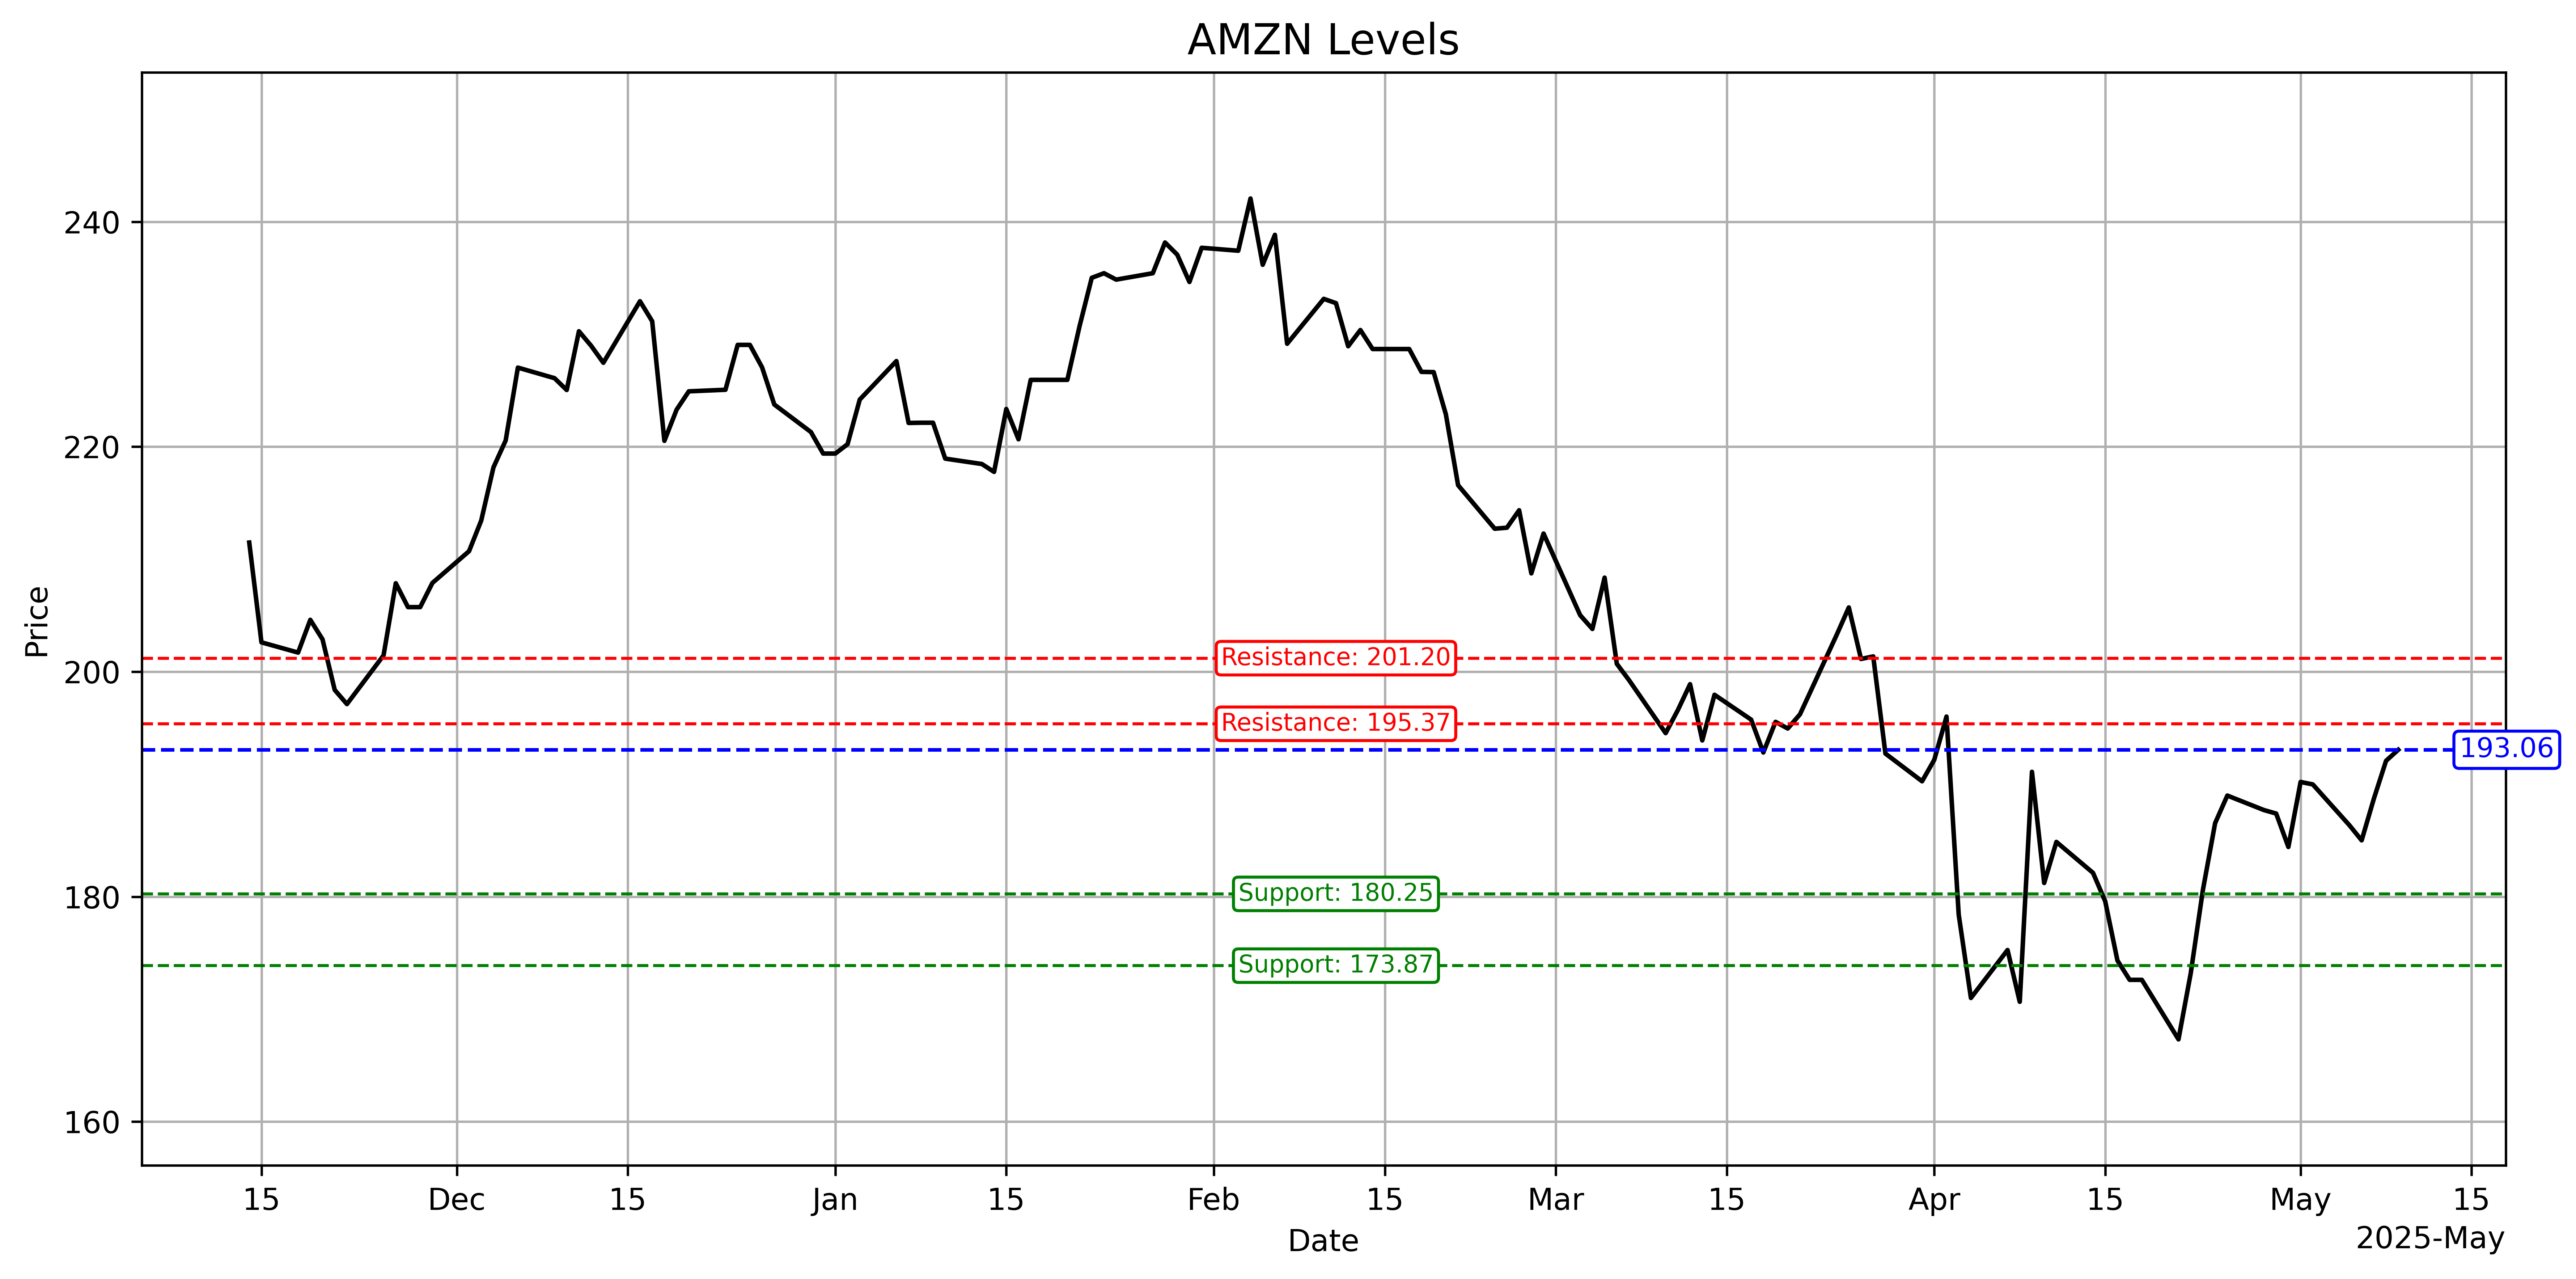 AMZN Levels
Price
240
220
200
180
160
Resistance: 201.20
Resistance: 195.37
193.06
Support: 180.25
Support: 173.87
15 Dec 15 Jan 15 Feb 15 Mar 15 Apr 15 May 15
Date
2025-May